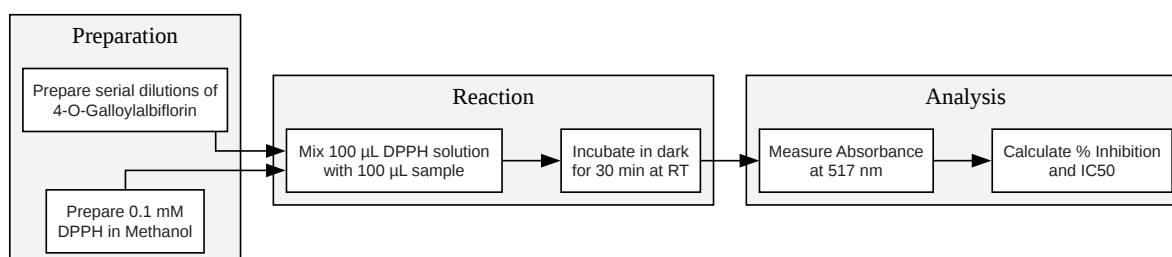 Preparation
Prepare serial dilutions of
4-O-Galloylalbiflorin
Prepare 0.1 mM
DPPH in Methanol
Reaction
Mix 100 µL DPPH solution
with 100 µL sample
Incubate in dark
for 30 min at RT
Analysis
Measure Absorbance
at 517 nm
Calculate % Inhibition
and IC50